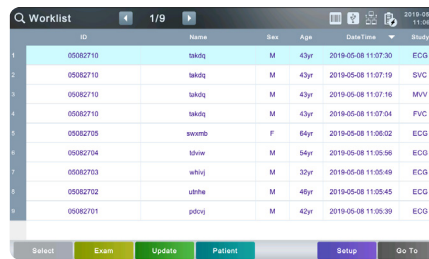 Worklist 1/9 2019-05
11:06
ID Name Sex Age DateTime Study
1 05082710 takdq M 43yr 2019-05-08 11:07:30 ECG
2 05082710 takdq M 43yr 2019-05-08 11:07:19 SVC
3 05082710 takdq M 43yr 2019-05-08 11:07:16 MVV
4 05082710 takdq M 43yr 2019-05-08 11:07:04 FVC
5 05082705 swxmb F 64yr 2019-05-08 11:06:02 ECG
6 05082704 tdviw M 54yr 2019-05-08 11:05:56 ECG
7 05082703 whivj M 32yr 2019-05-08 11:05:49 ECG
8 05082702 utnhe M 46yr 2019-05-08 11:05:45 ECG
9 05082701 pdcvj M 42yr 2019-05-08 11:05:39 ECG
Select Exam Update Patient Setup Go To